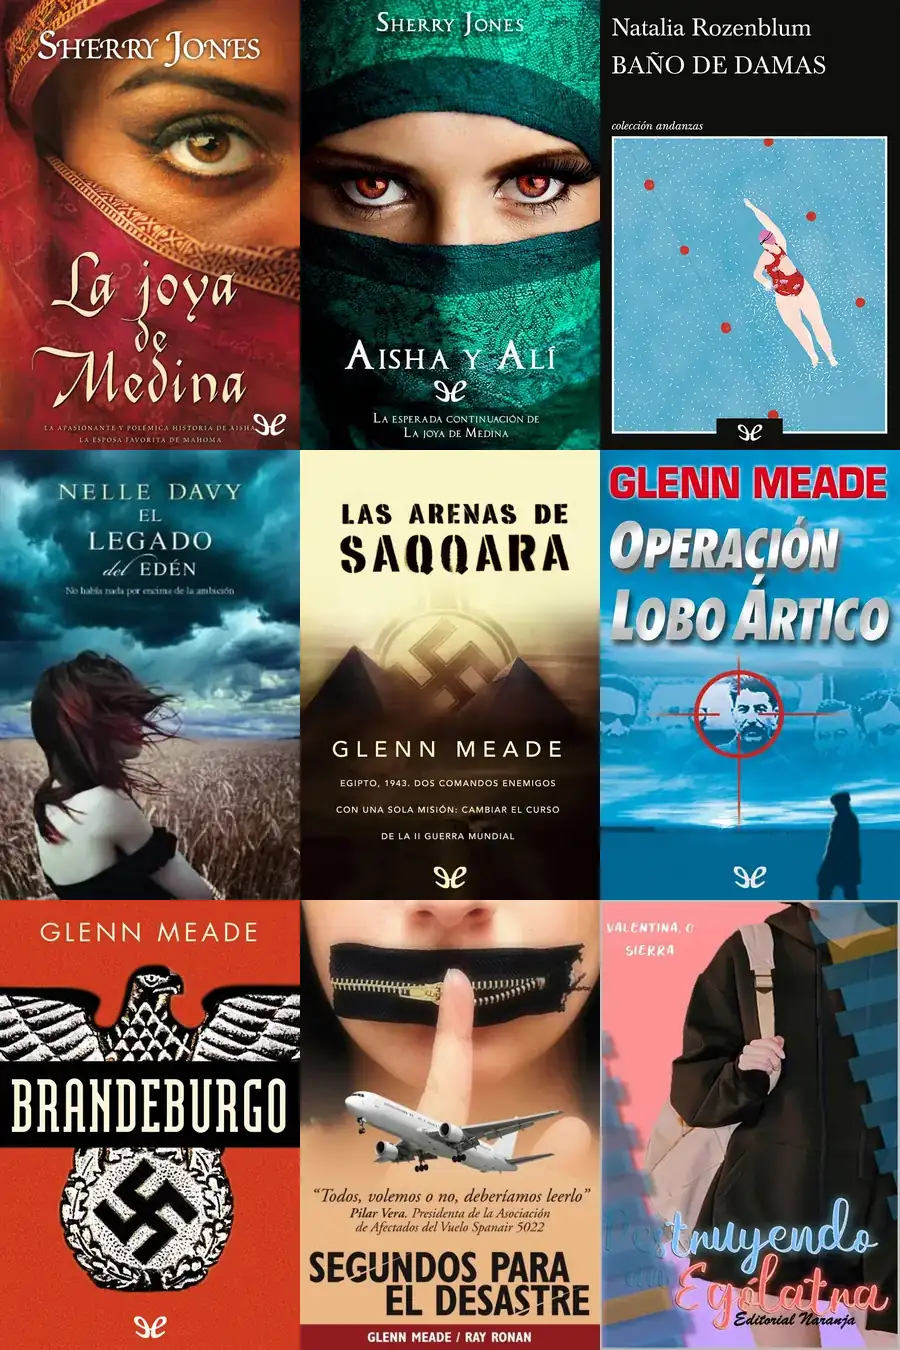 SHERRY JONES
La joya
de
Medina
LA APASIONANTE Y POLÉMICA HISTORIA DE AISHA,
LA ESPOSA FAVORITA DE MAHOMA
SHERRY JONES
AISHA Y ALÍ
LA ESPERADA CONTINUACIÓN DE
LA JOYA DE MEDINA
Natalia Rozenblum
BAÑO DE DAMAS
colección andanzas
NELLE DAVY
EL
LEGADO
del EDÉN
No había nada por encima de la ambición
LAS ARENAS DE
SAQQARA
GLENN MEADE
EGIPTO, 1943. DOS COMANDOS ENEMIGOS
CON UNA SOLA MISIÓN: CAMBIAR EL CURSO
DE LA II GUERRA MUNDIAL
GLENN MEADE
OPERACIÓN
LOBO ÁRTICO
GLENN MEADE
BRANDEBURGO
“Todos, volemos o no, deberíamos leerlo”
Pilar Vera. Presidenta de la Asociación
de Afectados del Vuelo Spanair 5022
SEGUNDOS PARA
EL DESASTRE
GLENN MEADE / RAY RONAN
VALENTINA. O
SIERRA
Destruyendo
Ególatra
Editorial Naranja